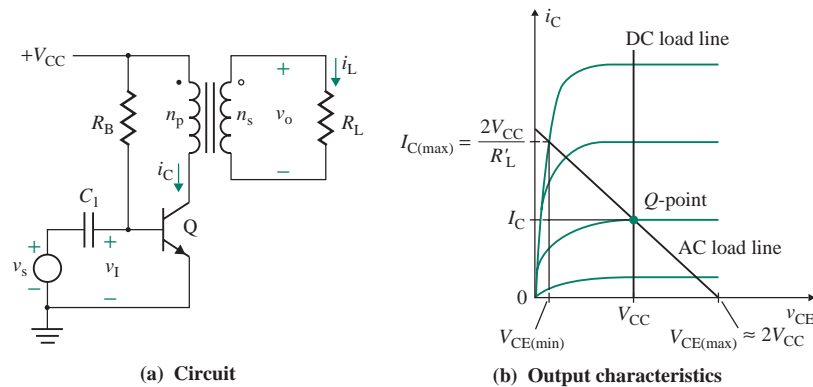 +V_CC
R_B
n_p
n_s
+
v_o
−
i_L
R_L
i_C
C_1
Q
+
v_s
−
+
v_I
−
(a) Circuit
i_C
DC load line
I_C(max) = 2V_CC / R'_L
Q-point
I_C
AC load line
0
V_CE(min)
V_CC
V_CE(max) ≈ 2V_CC
v_CE
(b) Output characteristics